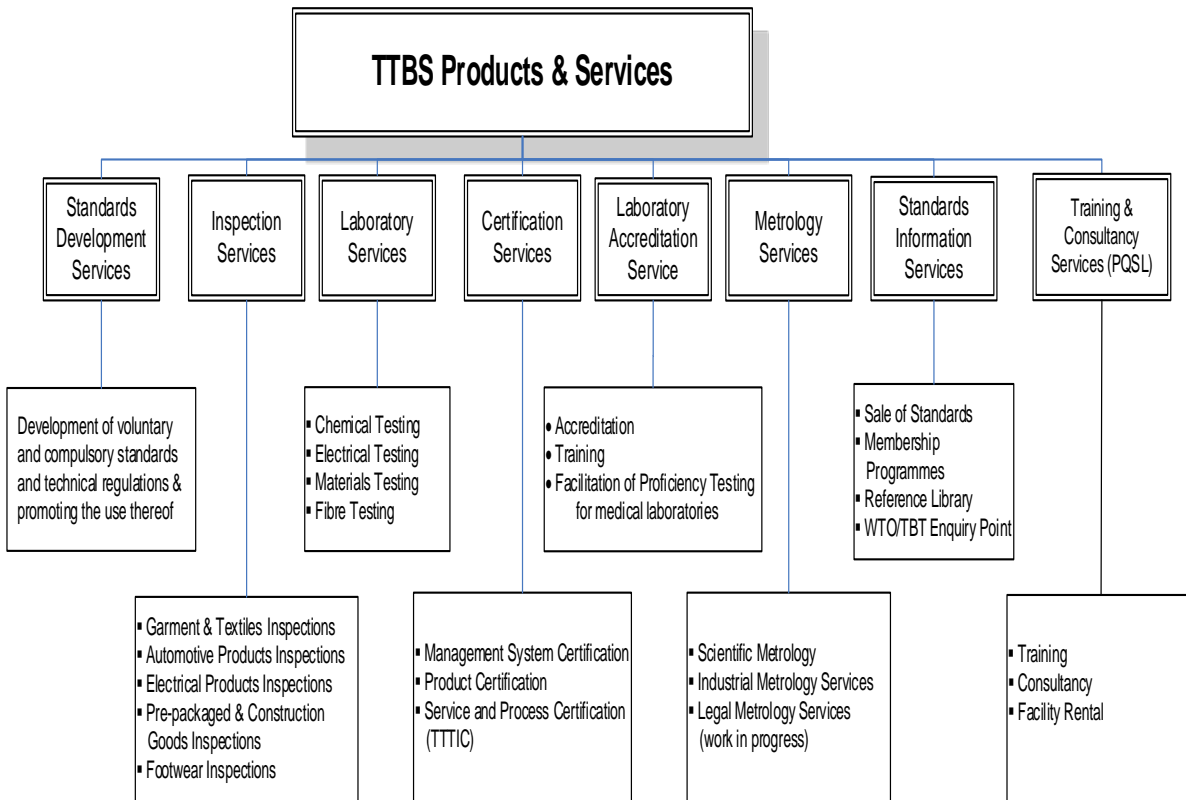 TTBS Products & Services
Standards
Development
Services
Inspection
Services
Laboratory
Services
Certification
Services
Laboratory
Accreditation
Service
Metrology
Services
Standards
Information
Services
Training &
Consultancy
Services (PQSL)
Development of voluntary
and compulsory standards
and technical regulations &
promoting the use thereof
▪ Chemical Testing
▪ Electrical Testing
▪ Materials Testing
▪ Fibre Testing
• Accreditation
• Training
• Facilitation of Proficiency Testing
for medical laboratories
▪ Sale of Standards
▪ Membership
Programmes
▪ Reference Library
▪ WTO/TBT Enquiry Point
▪ Garment & Textiles Inspections
▪ Automotive Products Inspections
▪ Electrical Products Inspections
▪ Pre-packaged & Construction
Goods Inspections
▪ Footwear Inspections
▪ Management System Certification
▪ Product Certification
▪ Service and Process Certification
(TTTIC)
▪ Scientific Metrology
▪ Industrial Metrology Services
▪ Legal Metrology Services
(work in progress)
▪ Training
▪ Consultancy
▪ Facility Rental